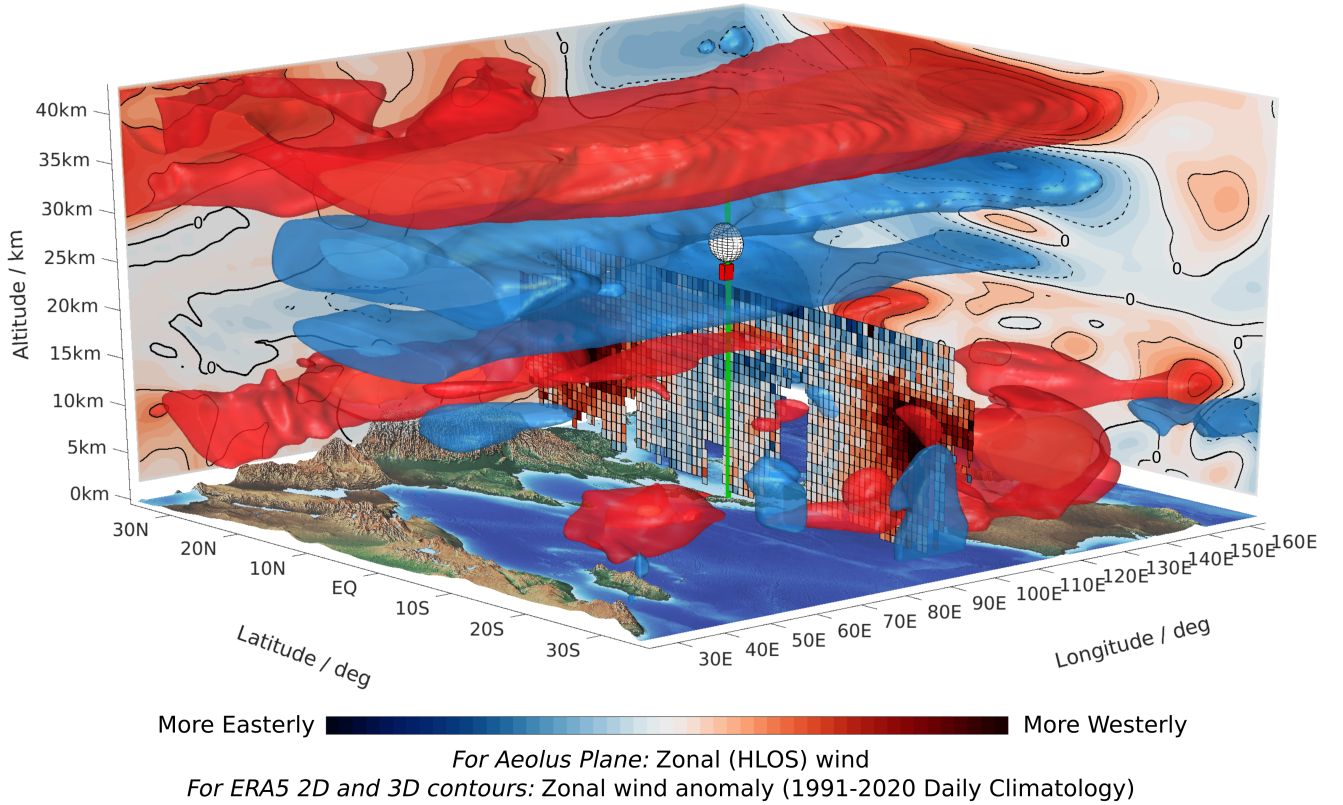 40km
35km
30km
25km
20km
15km
10km
5km
0km
Altitude / km
0
0
0
0
0
0
0
0
30N
20N
10N
EQ
10S
20S
30S
Latitude / deg
30E
40E
50E
60E
70E
80E
90E
100E
110E
120E
130E
140E
150E
160E
Longitude / deg
More Easterly
More Westerly
For Aeolus Plane: Zonal (HLOS) wind
For ERA5 2D and 3D contours: Zonal wind anomaly (1991-2020 Daily Climatology)